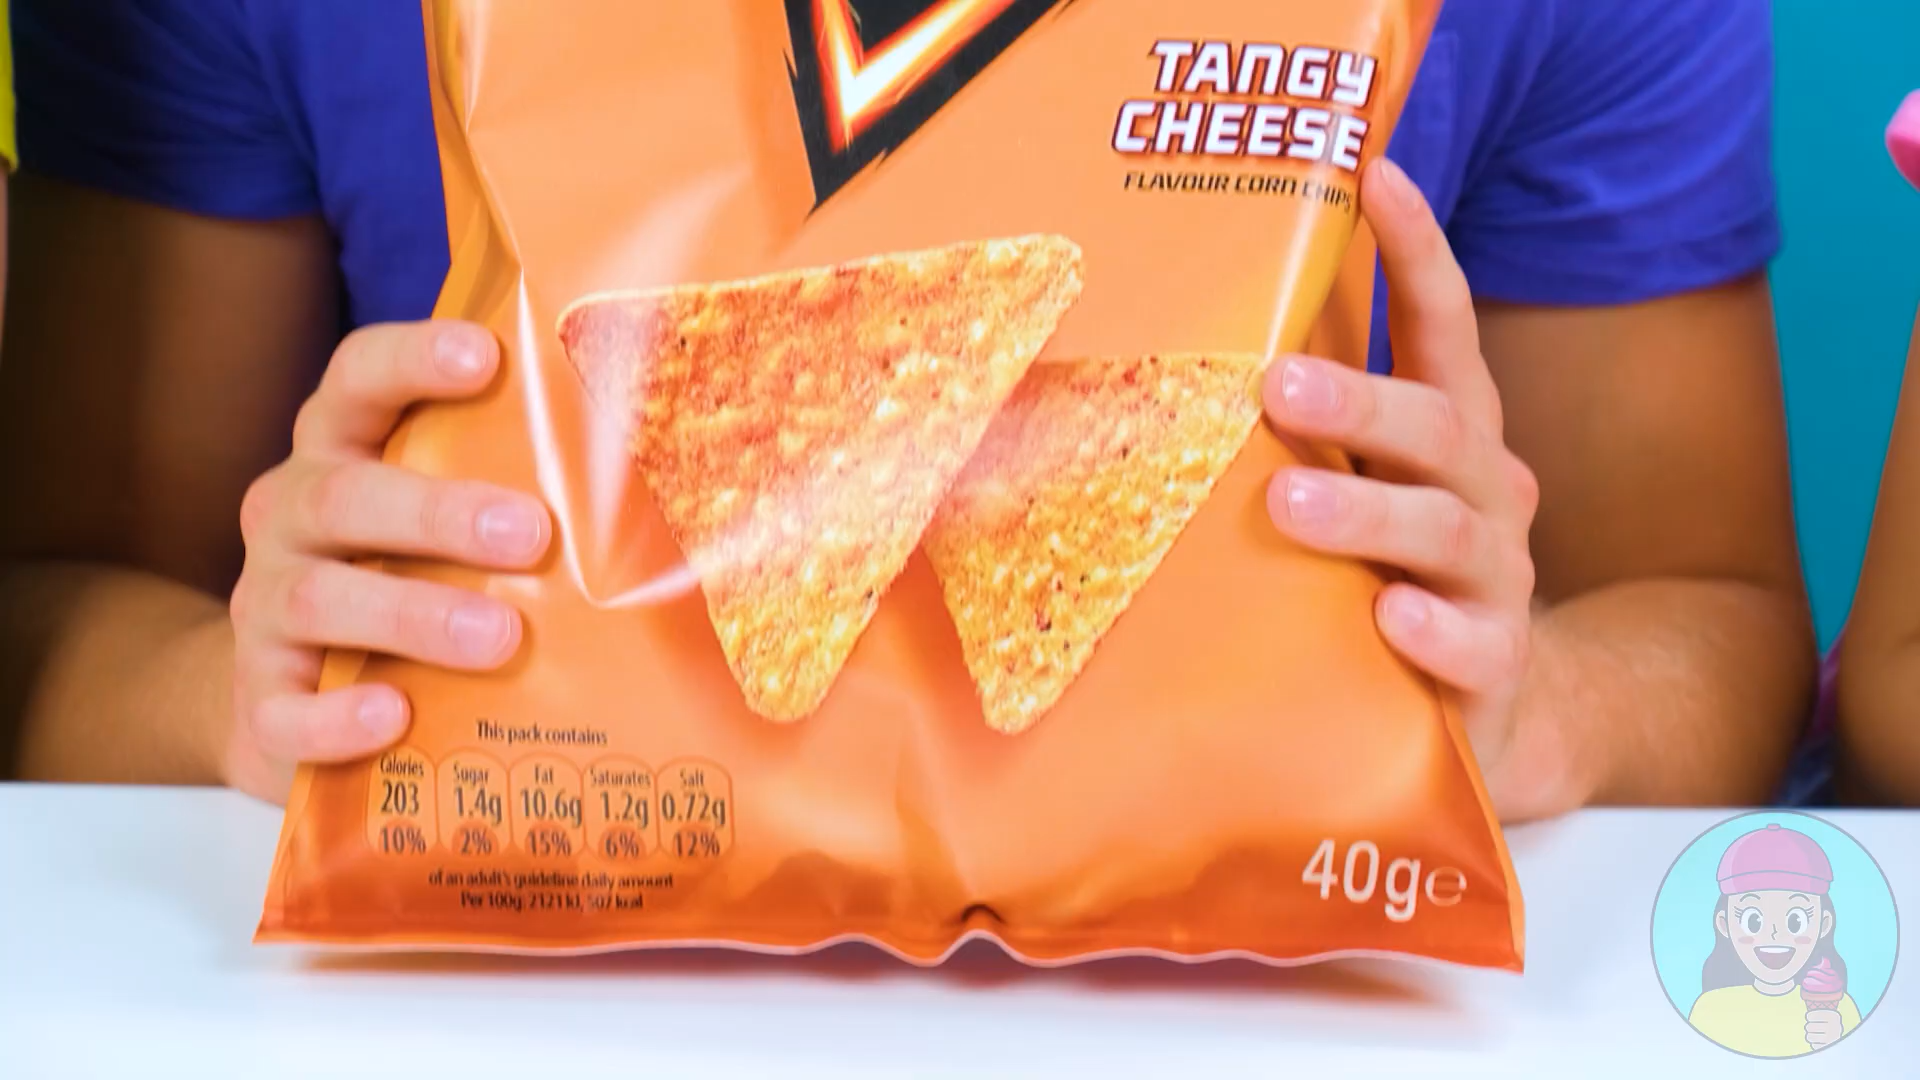 TANGY
CHEESE
FLAVOUR CORN CHIPS
This pack contains
Calories Sugar Fat Saturates Salt
203 1.4g 10.6g 1.2g 0.72g
10% 2% 15% 6% 12%
of an adult's guideline daily amount
Per 100g: 2121kJ, 507 kcal
40g℮